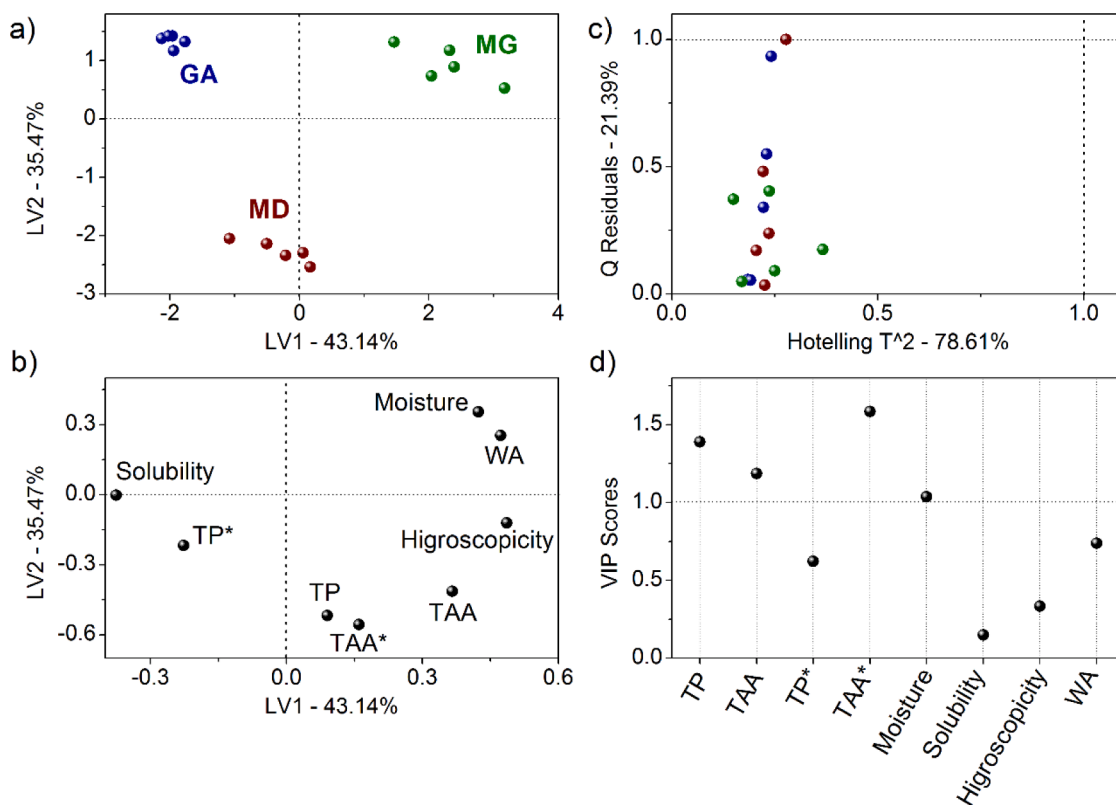 a)
1
0
-1
-2
-3
LV2 - 35.47%
GA
MG
MD
-2
0
2
4
LV1 - 43.14%
c)
1.0
0.5
0.0
Q Residuals - 21.39%
0.0
0.5
1.0
Hotelling T^2 - 78.61%
b)
0.3
0.0
-0.3
-0.6
LV2 - 35.47%
Moisture
WA
Solubility
TP*
Higroscopicity
TP
TAA
TAA*
-0.3
0.0
0.3
0.6
LV1 - 43.14%
d)
1.5
1.0
0.5
0.0
VIP Scores
TP
TAA
TP*
TAA*
Moisture
Solubility
Higroscopicity
WA